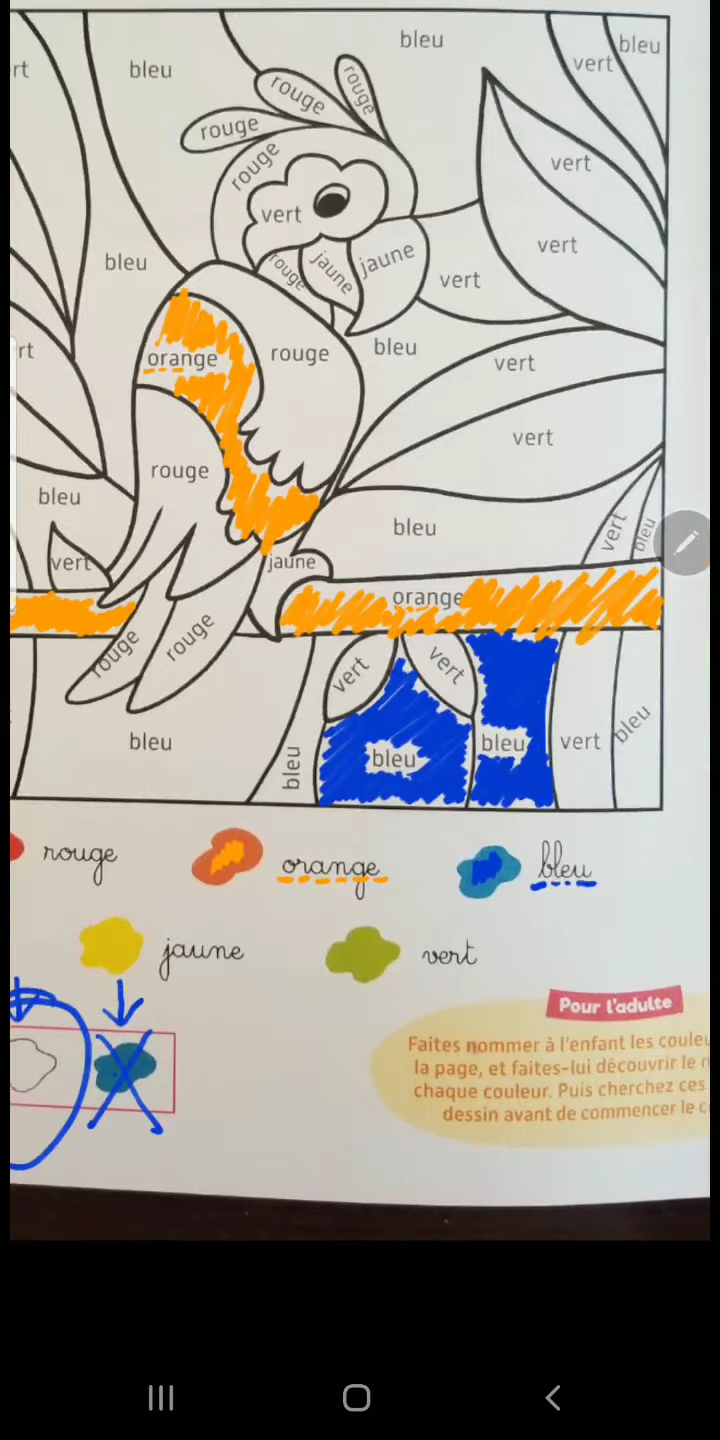 bleu
bleu
vert
rt
bleu
rouge
rouge
rouge
rouge
vert
vert
vert
bleu
rouge
jaune
jaune
vert
rt
orange
rouge
bleu
vert
vert
rouge
bleu
bleu
vert
bleu
vert
jaune
orange
rouge
rouge
vert
vert
bleu
bleu
bleu
bleu
vert
bleu
rouge
orange
bleu
jaune
vert
Pour l'adulte
Faites nommer à l'enfant les couleu
la page, et faites-lui découvrir le
chaque couleur. Puis cherchez ces
dessin avant de commencer le c